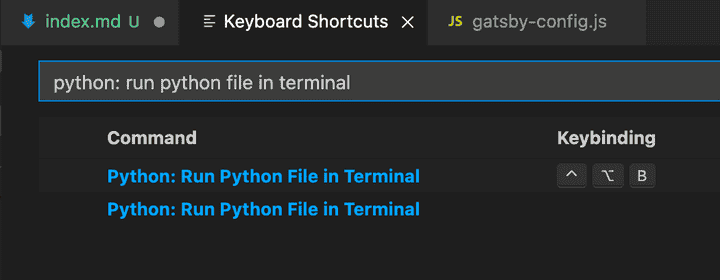 index.md U
Keyboard Shortcuts
JS gatsby-config.js
python: run python file in terminal
Command Keybinding
Python: Run Python File in Terminal ^ ⌥ B
Python: Run Python File in Terminal